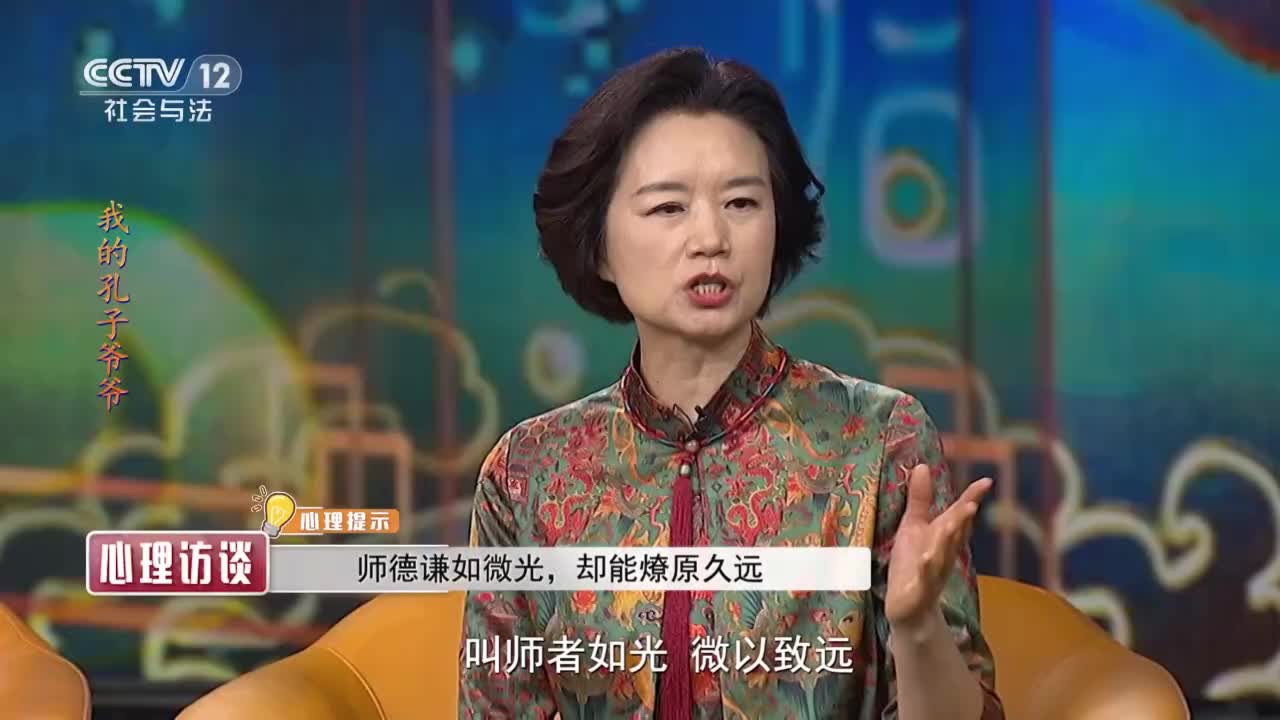 CCTV 12
社会与法
我的孔子爷爷
心理提示
心理访谈
师德谦如微光，却能燎原久远
叫师者如光 微以致远